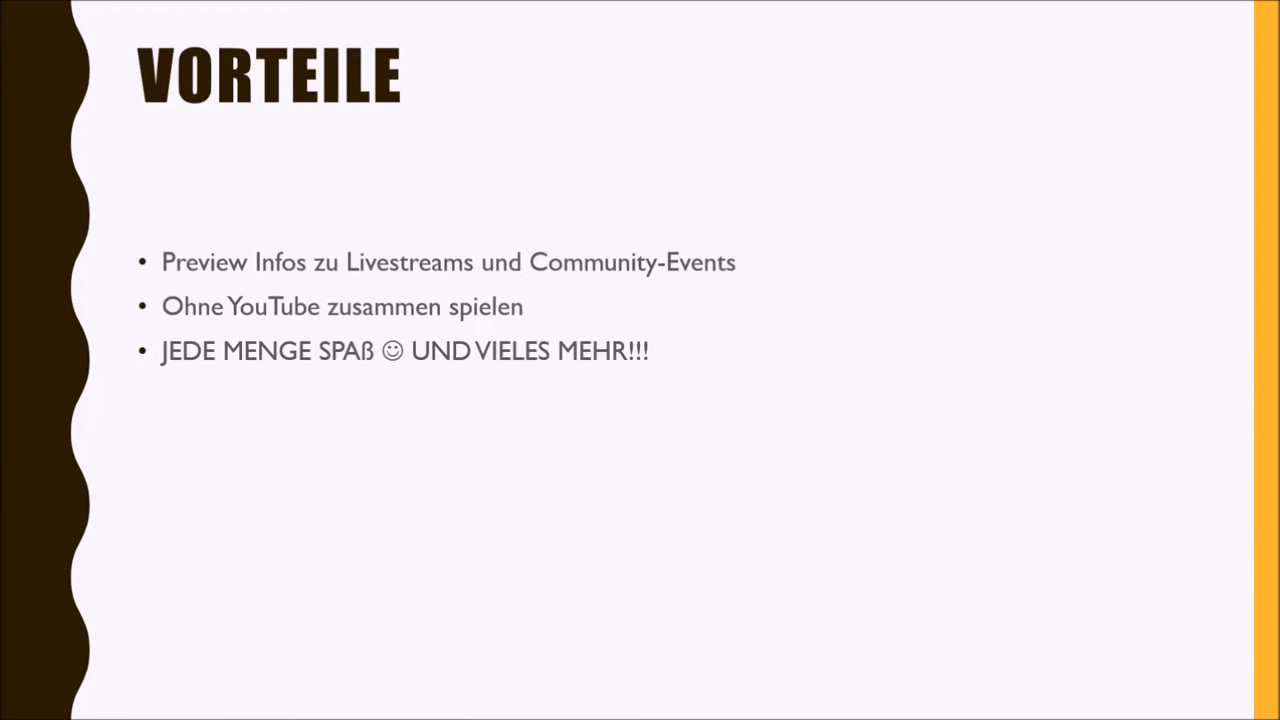 VORTEILE
• Preview Infos zu Livestreams und Community-Events
• Ohne YouTube zusammen spielen
• JEDE MENGE SPAß ☺ UND VIELES MEHR!!!